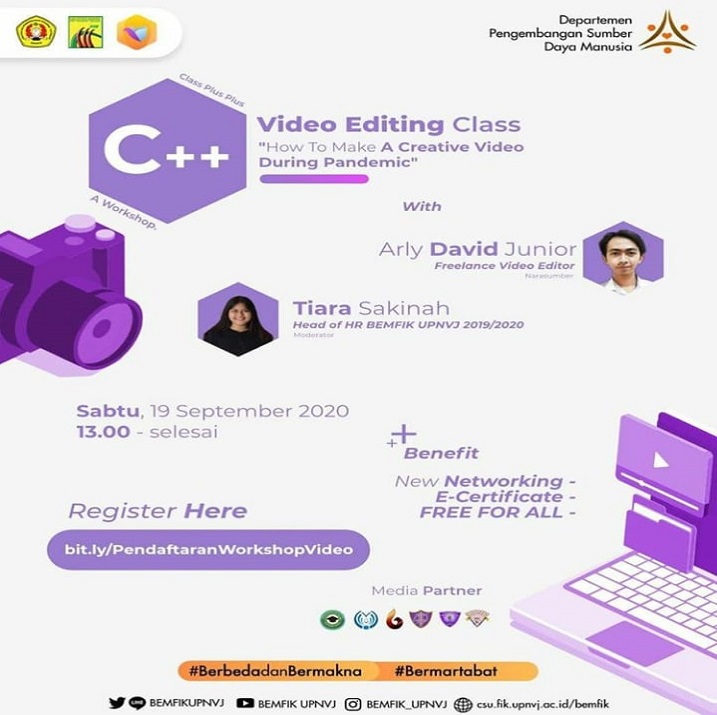 Departemen
Pengembangan Sumber
Daya Manusia
Class Plus Plus
C++
A Workshop.
Video Editing Class
"How To Make A Creative Video
During Pandemic"
With
Arly David Junior
Freelance Video Editor
Narasumber
Tiara Sakinah
Head of HR BEMFIK UPNVJ 2019/2020
Moderator
Sabtu, 19 September 2020
13.00 - selesai
Benefit
New Networking -
E-Certificate -
FREE FOR ALL -
Register Here
bit.ly/PendaftaranWorkshopVideo
Media Partner
#BerbedadanBermakna #Bermartabat
BEMFIKUPNVJ BEMFIK UPNVJ BEMFIK_UPNVJ csu.fik.upnvj.ac.id/bemfik